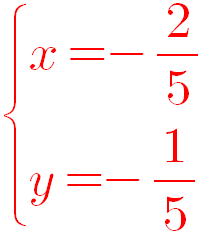 x = − 2/5
y = − 1/5